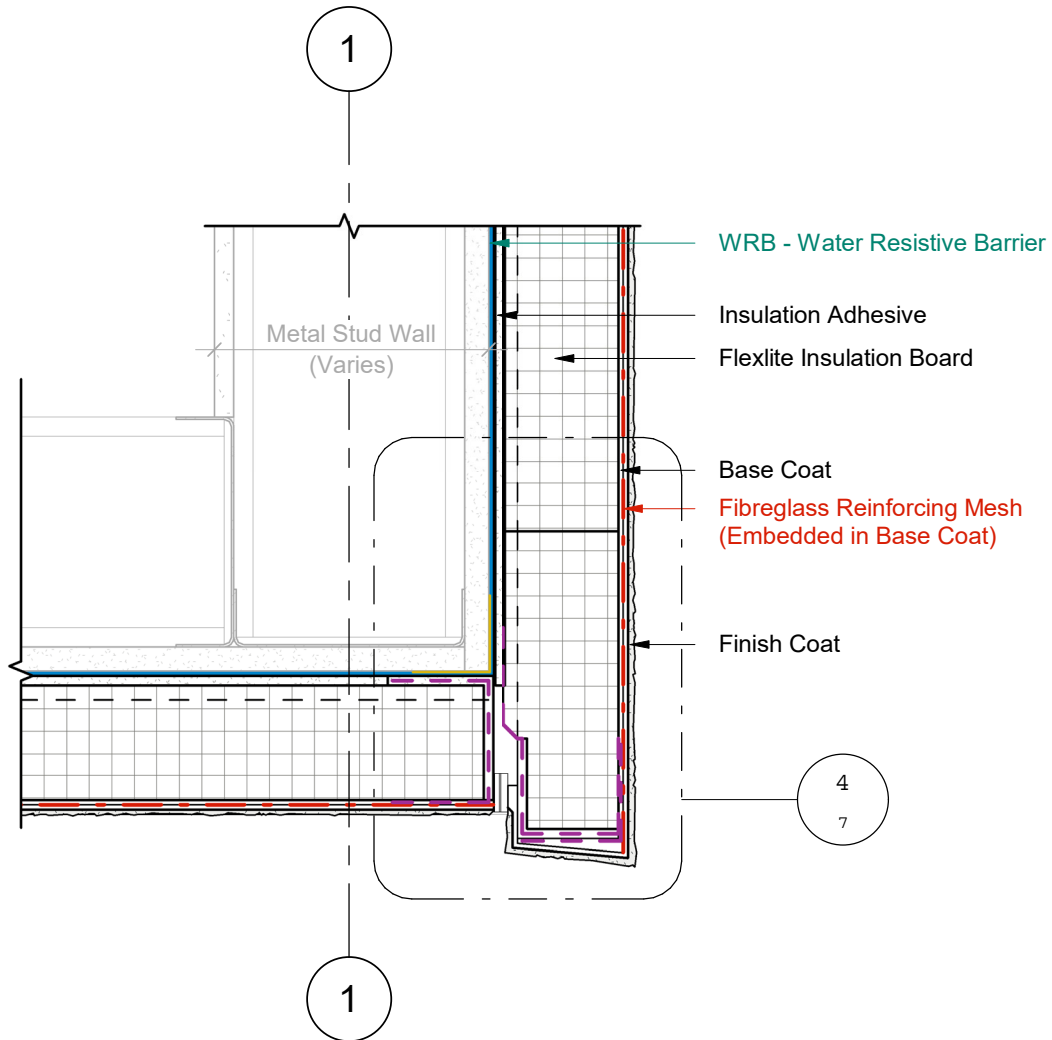 1
WRB - Water Resistive Barrier
Insulation Adhesive
Metal Stud Wall
(Varies)
Flexlite Insulation Board
Base Coat
Fibreglass Reinforcing Mesh
(Embedded in Base Coat)
Finish Coat
4
7
1